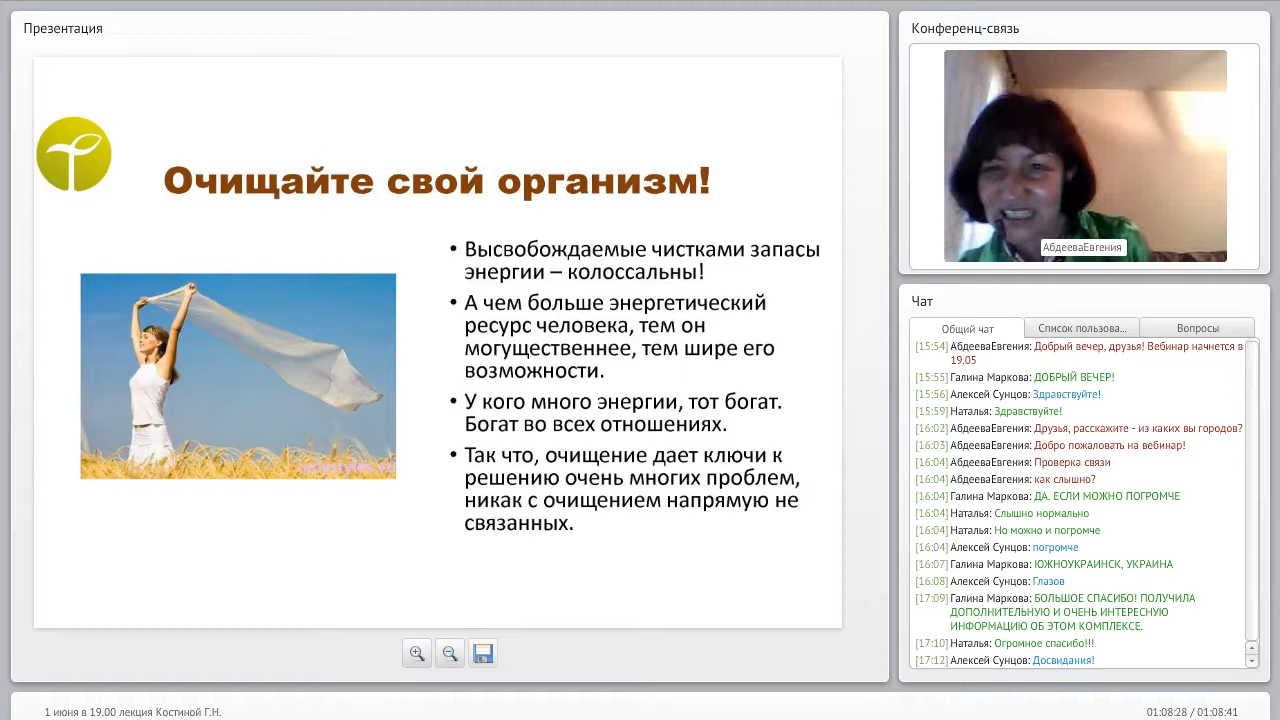 Презентация
Очищайте свой организм!
• Высвобождаемые чистками запасы
энергии – колоссальны!
• А чем больше энергетический
ресурс человека, тем он
могущественнее, тем шире его
возможности.
• У кого много энергии, тот богат.
Богат во всех отношениях.
• Так что, очищение дает ключи к
решению очень многих проблем,
никак с очищением напрямую не
связанных.
ladystyles.ru
Конференц-связь
АбдееваЕвгения
Чат
Общий чат
Список пользова...
Вопросы
[15:54] АбдееваЕвгения: Добрый вечер, друзья! Вебинар начнется в
19.05
[15:55] Галина Маркова: ДОБРЫЙ ВЕЧЕР!
[15:56] Алексей Сунцов: Здравствуйте!
[15:59] Наталья: Здравствуйте!
[16:02] АбдееваЕвгения: Друзья, расскажите - из каких вы городов?
[16:03] АбдееваЕвгения: Добро пожаловать на вебинар!
[16:04] АбдееваЕвгения: Проверка связи
[16:04] АбдееваЕвгения: как слышно?
[16:04] Галина Маркова: ДА. ЕСЛИ МОЖНО ПОГРОМЧЕ
[16:04] Наталья: Слышно нормально
[16:04] Наталья: Но можно и погромче
[16:04] Алексей Сунцов: погромче
[16:07] Галина Маркова: ЮЖНОУКРАИНСК, УКРАИНА
[16:08] Алексей Сунцов: Глазов
[17:09] Галина Маркова: БОЛЬШОЕ СПАСИБО! ПОЛУЧИЛА
ДОПОЛНИТЕЛЬНУЮ И ОЧЕНЬ ИНТЕРЕСНУЮ
ИНФОРМАЦИЮ ОБ ЭТОМ КОМПЛЕКСЕ.
[17:10] Наталья: Огромное спасибо!!!
[17:12] Алексей Сунцов: Досвидания!
1 июня в 19.00 лекция Костиной Г.Н.
01:08:28 / 01:08:41